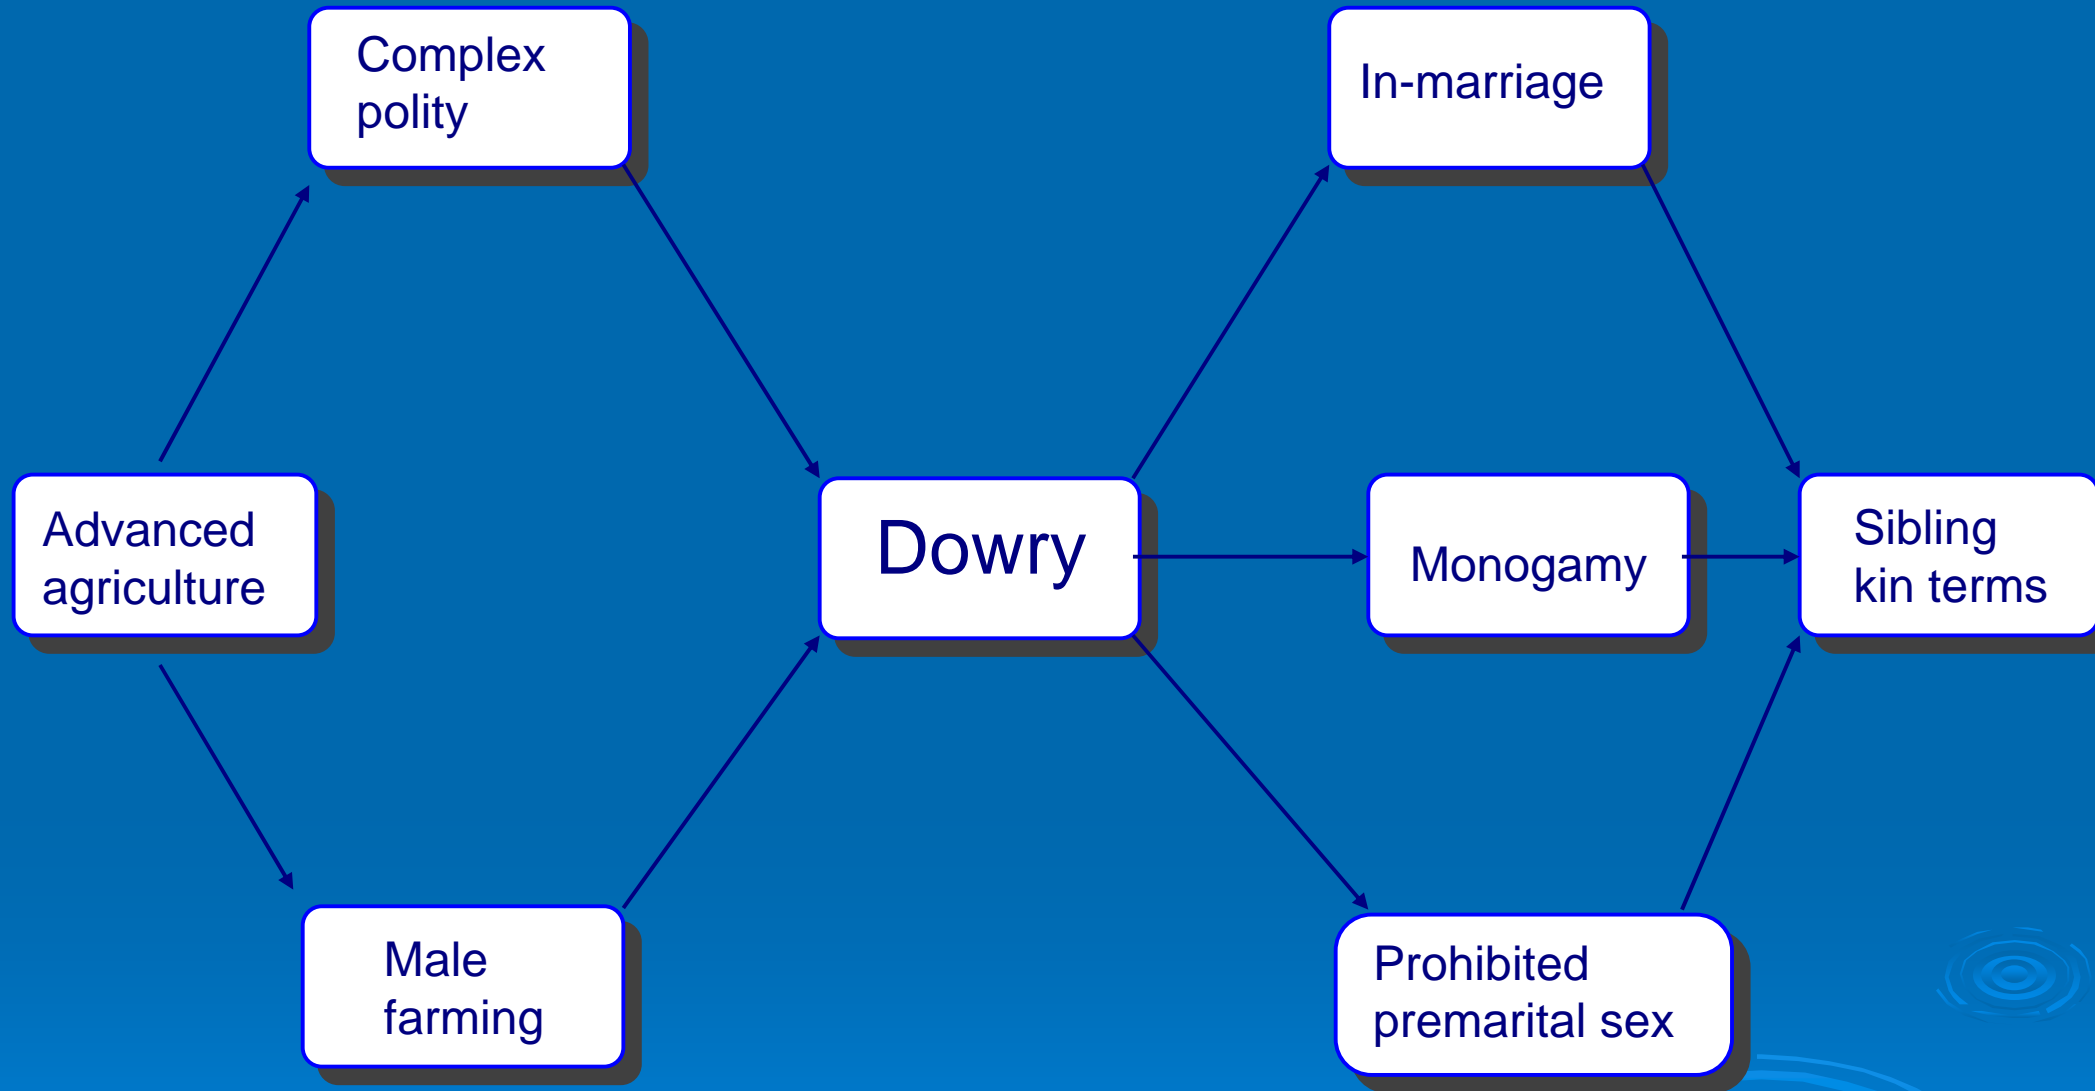 Complex
polity
In-marriage
Advanced
agriculture
Dowry
Monogamy
Sibling
kin terms
Male
farming
Prohibited
premarital sex